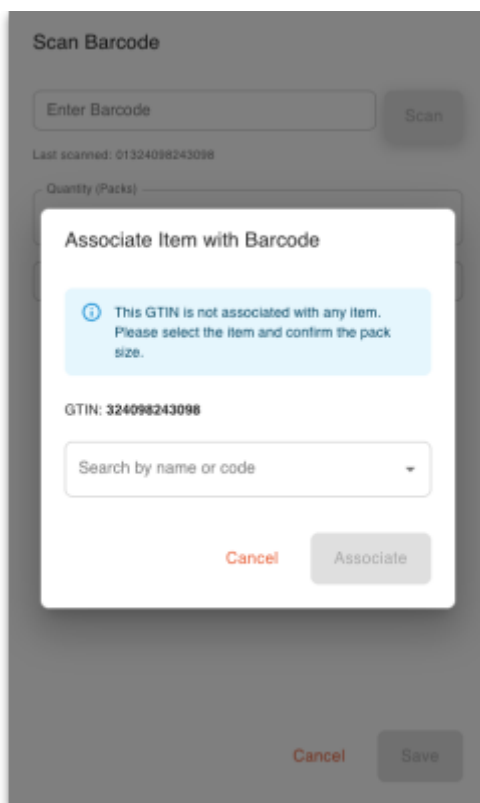 Scan Barcode
Enter Barcode
Scan
Last scanned: 01324098243098
Quantity (Packs)
Associate Item with Barcode
This GTIN is not associated with any item.
Please select the item and confirm the pack
size.
GTIN: 324098243098
Search by name or code
Cancel
Associate
Cancel
Save